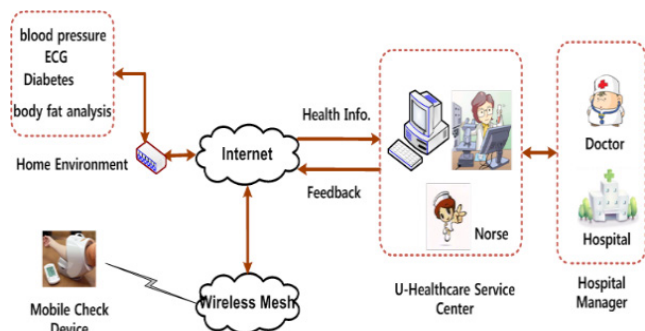 blood pressure
ECG
Diabetes
body fat analysis
Home Environment
Internet
Health Info.
Feedback
Norse
U-Healthcare Service
Center
Doctor
Hospital
Hospital
Manager
Wireless Mesh
Mobile Check
Device